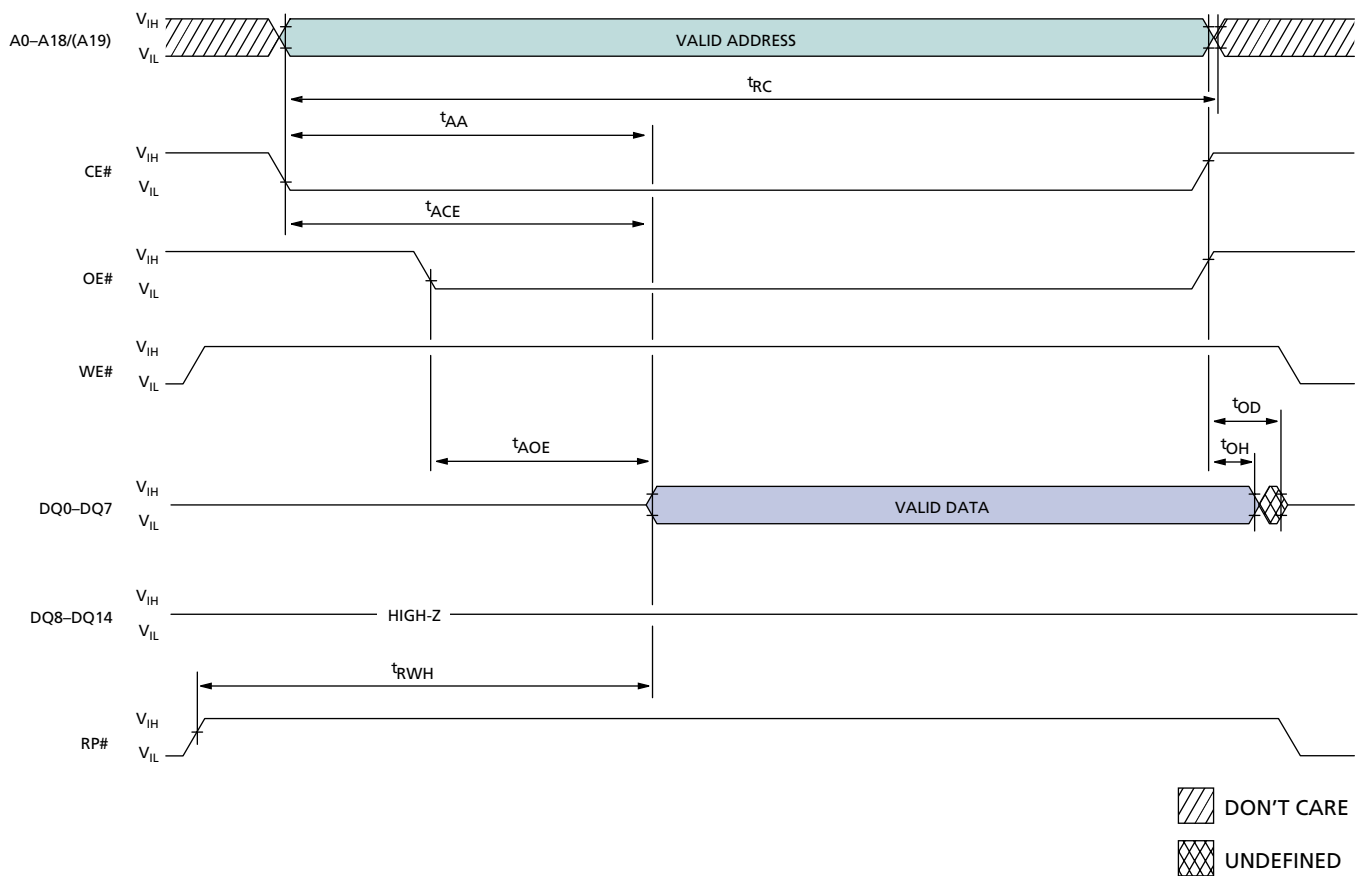 VIH
A0–A18/(A19)
VIL
VALID ADDRESS
tRC
tAA
VIH
CE#
VIL
tACE
VIH
OE#
VIL
VIH
WE#
VIL
tOD
tAOE
tOH
VIH
DQ0–DQ7
VIL
VALID DATA
VIH
DQ8–DQ14
HIGH-Z
VIL
tRWH
VIH
RP#
VIL
DON'T CARE
UNDEFINED